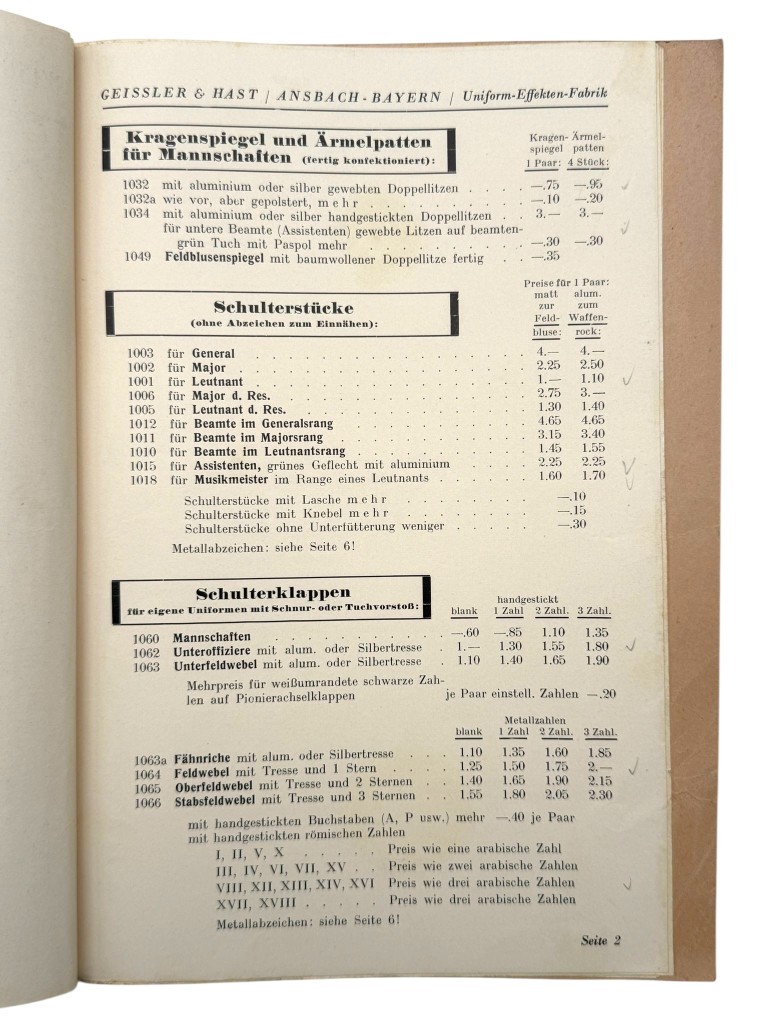 GEISSLER & HAST / ANSBACH-BAYERN / Uniform-Effekten-Fabrik
Kragenspiegel und Ärmelpatten
für Mannschaften (fertig konfektioniert):
Kragen- Ärmel-
spiegel patten
1 Paar: 4 Stück:
1032 mit aluminium oder silber gewebten Doppellitzen . . . . —.75 —.95
1032a wie vor, aber gepolstert, mehr . . . . . . . . . . —.10 —.20
1034 mit aluminium oder silber handgestickten Doppellitzen . . 3.— 3.—
für untere Beamte (Assistenten) gewebte Litzen auf beamten-
grün Tuch mit Paspol mehr . . . . . . . . . —.30 —.30
1049 Feldblusenspiegel mit baumwollener Doppellitze fertig . . —.35
Schulterstücke
(ohne Abzeichen zum Einnähen):
Preise für 1 Paar:
matt alum.
zur zum
Feld- Waffen-
bluse: rock:
1003 für General . . . . . . . . . . . . . . . . . 4.— 4.—
1002 für Major . . . . . . . . . . . . . . . . . . 2.25 2.50
1001 für Leutnant . . . . . . . . . . . . . . . . . 1.— 1.10
1006 für Major d. Res. . . . . . . . . . . . . . . . 2.75 3.—
1005 für Leutnant d. Res. . . . . . . . . . . . . . . 1.30 1.40
1012 für Beamte im Generalsrang . . . . . . . . . . . . 4.65 4.65
1011 für Beamte im Majorsrang . . . . . . . . . . . . 3.15 3.40
1010 für Beamte im Leutnantsrang . . . . . . . . . . . 1.45 1.55
1015 für Assistenten, grünes Geflecht mit aluminium . . . . 2.25 2.25
1018 für Musikmeister im Range eines Leutnants . . . . . 1.60 1.70
Schulterstücke mit Lasche mehr . . . . . . . . —.10
Schulterstücke mit Knebel mehr . . . . . . . . —.15
Schulterstücke ohne Unterfütterung weniger . . . . . —.30
Metallabzeichen: siehe Seite 6!
Schulterklappen
für eigene Uniformen mit Schnur- oder Tuchvorstoß:
handgestickt
blank 1 Zahl 2 Zahl. 3 Zahl.
1060 Mannschaften . . . . . . . . . . . —.60 —.85 1.10 1.35
1062 Unteroffiziere mit alum. oder Silbertresse . 1.— 1.30 1.55 1.80
1063 Unterfeldwebel mit alum. oder Silbertresse . 1.10 1.40 1.65 1.90
Mehrpreis für weißumrandete schwarze Zah-
len auf Pionierachselklappen je Paar einstell. Zahlen —.20
Metallzahlen
blank 1 Zahl 2 Zahl. 3 Zahl.
1063a Fähnriche mit alum. oder Silbertresse . . . 1.10 1.35 1.60 1.85
1064 Feldwebel mit Tresse und 1 Stern . . . . 1.25 1.50 1.75 2.—
1065 Oberfeldwebel mit Tresse und 2 Sternen . . 1.40 1.65 1.90 2.15
1066 Stabsfeldwebel mit Tresse und 3 Sternen . . 1.55 1.80 2.05 2.30
mit handgestickten Buchstaben (A, P usw.) mehr —.40 je Paar
mit handgestickten römischen Zahlen
I, II, V, X . . . . . Preis wie eine arabische Zahl
III, IV, VI, VII, XV . . Preis wie zwei arabische Zahlen
VIII, XII, XIII, XIV, XVI Preis wie drei arabische Zahlen
XVII, XVIII . . . . . Preis wie drei arabische Zahlen
Metallabzeichen: siehe Seite 6!
Seite 2